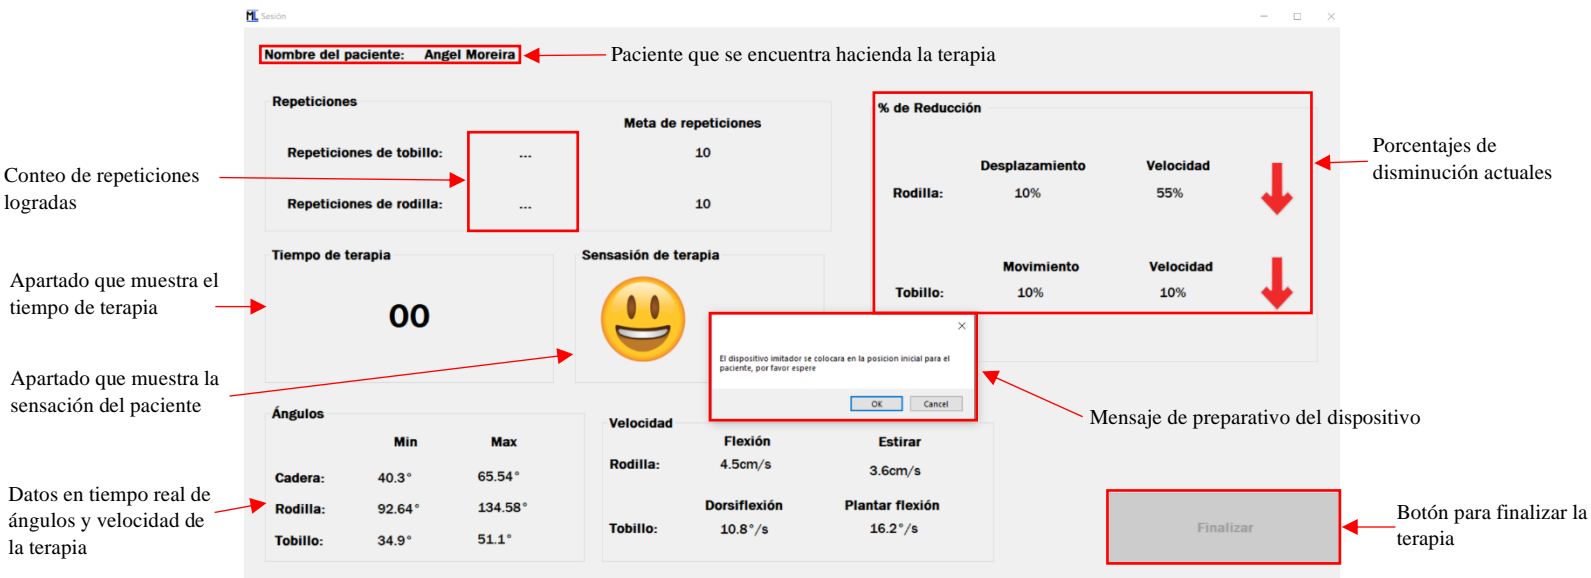 ML Sesión
Nombre del paciente: Angel Moreira
Paciente que se encuentra hacienda la terapia
Repeticiones
Meta de repeticiones
Repeticiones de tobillo: ... 10
Repeticiones de rodilla: ... 10
Conteo de repeticiones
logradas
% de Reducción
Desplazamiento Velocidad
Rodilla: 10% 55%
Movimiento Velocidad
Tobillo: 10% 10%
Porcentajes de
disminución actuales
Tiempo de terapia
00
Apartado que muestra el
tiempo de terapia
Sensasión de terapia
Apartado que muestra la
sensación del paciente
El dispositivo imitador se colocara en la posicion inicial para el
paciente, por favor espere
OK Cancel
Mensaje de preparativo del dispositivo
Ángulos
Min Max
Cadera: 40.3° 65.54°
Rodilla: 92.64° 134.58°
Tobillo: 34.9° 51.1°
Datos en tiempo real de
ángulos y velocidad de
la terapia
Velocidad
Flexión Estirar
Rodilla: 4.5cm/s 3.6cm/s
Dorsiflexión Plantar flexión
Tobillo: 10.8°/s 16.2°/s
Finalizar
Botón para finalizar la
terapia